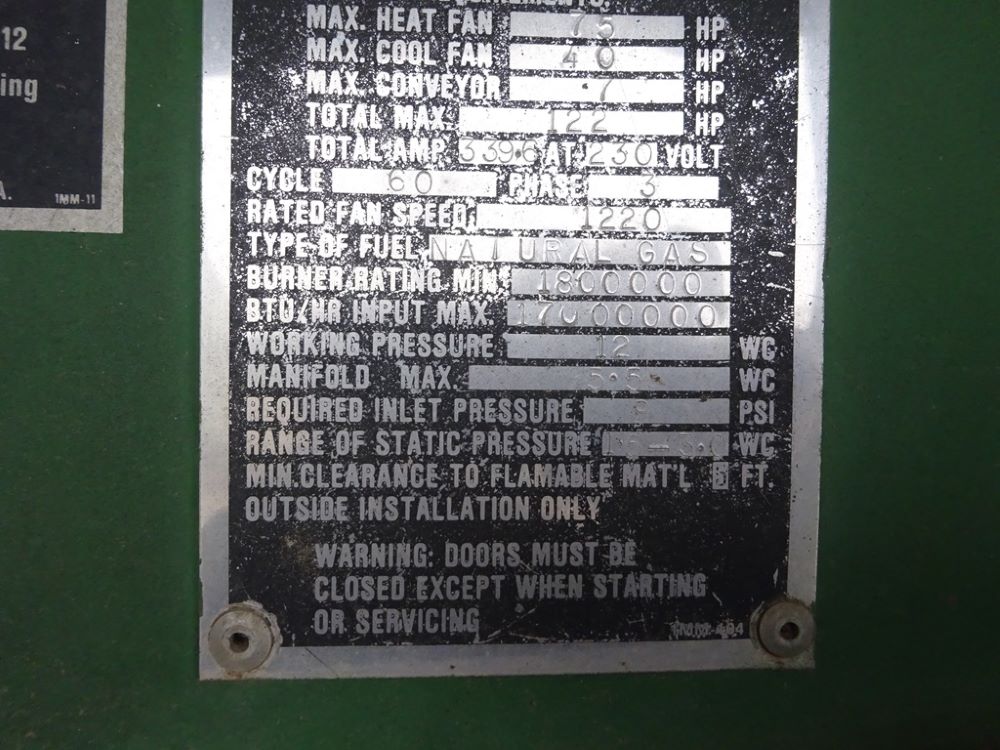 12
ing
A.
1MM-11
MAX. HEAT FAN 75 HP
MAX. COOL FAN 40 HP
MAX. CONVEYOR 7 HP
TOTAL MAX. 122 HP
TOTAL AMP 339.6 AT 230 VOLT
CYCLE 60 PHASE 3
RATED FAN SPEED 1220
TYPE OF FUEL NATURAL GAS
BURNER RATING MIN. 1800000
BTU/HR INPUT MAX. 17000000
WORKING PRESSURE 12 WC
MANIFOLD MAX. 5.5 WC
REQUIRED INLET PRESSURE PSI
RANGE OF STATIC PRESSURE WC
MIN. CLEARANCE TO FLAMABLE MAT'L FT.
OUTSIDE INSTALLATION ONLY
WARNING: DOORS MUST BE
CLOSED EXCEPT WHEN STARTING
OR SERVICING